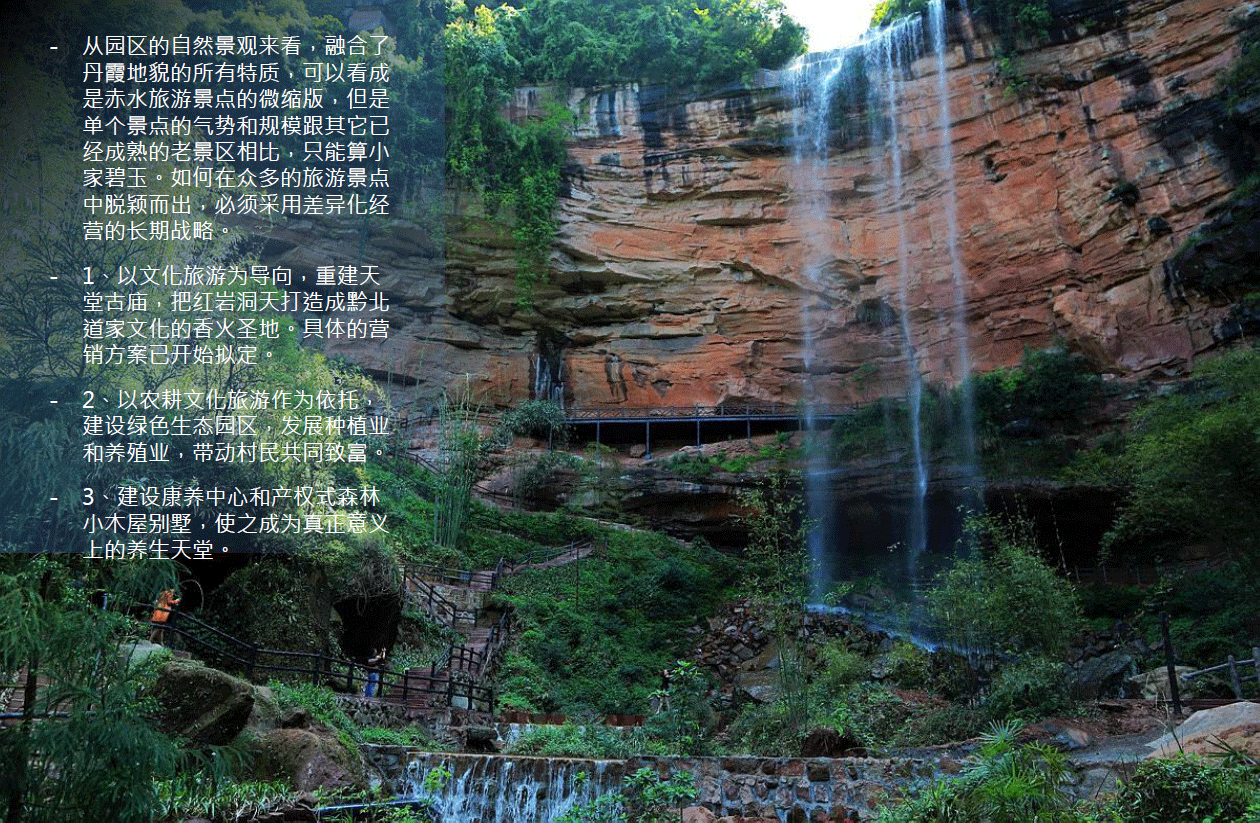 - 从园区的自然景观来看，融合了
丹霞地貌的所有特质，可以看成
是赤水旅游景点的微缩版，但是
单个景点的气势和规模跟其它已
经成熟的老景区相比，只能算小
家碧玉。如何在众多的旅游景点
中脱颖而出，必须采用差异化经
营的长期战略。
- 1、以文化旅游为导向，重建天
堂古庙，把红岩洞天打造成黔北
道家文化的香火圣地。具体的营
销方案已开始拟定。
- 2、以农耕文化旅游作为依托，
建设绿色生态园区，发展种植业
和养殖业，带动村民共同致富。
- 3、建设康养中心和产权式森林
小木屋别墅，使之成为真正意义
上的养生天堂。